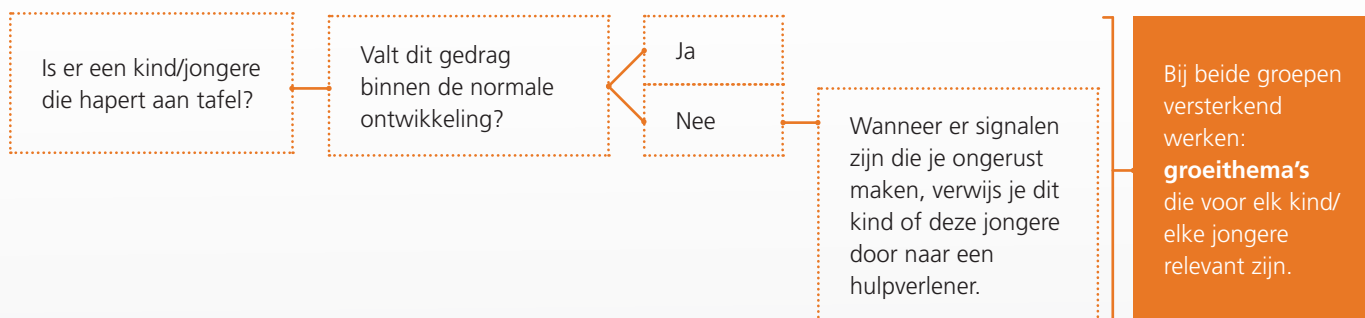 Is er een kind/jongere
die hapert aan tafel?
Valt dit gedrag
binnen de normale
ontwikkeling?
Ja
Nee
Wanneer er signalen
zijn die je ongerust
maken, verwijs je dit
kind of deze jongere
door naar een
hulpverlener.
Bij beide groepen
versterkend
werken:
groeithema's
die voor elk kind/
elke jongere
relevant zijn.